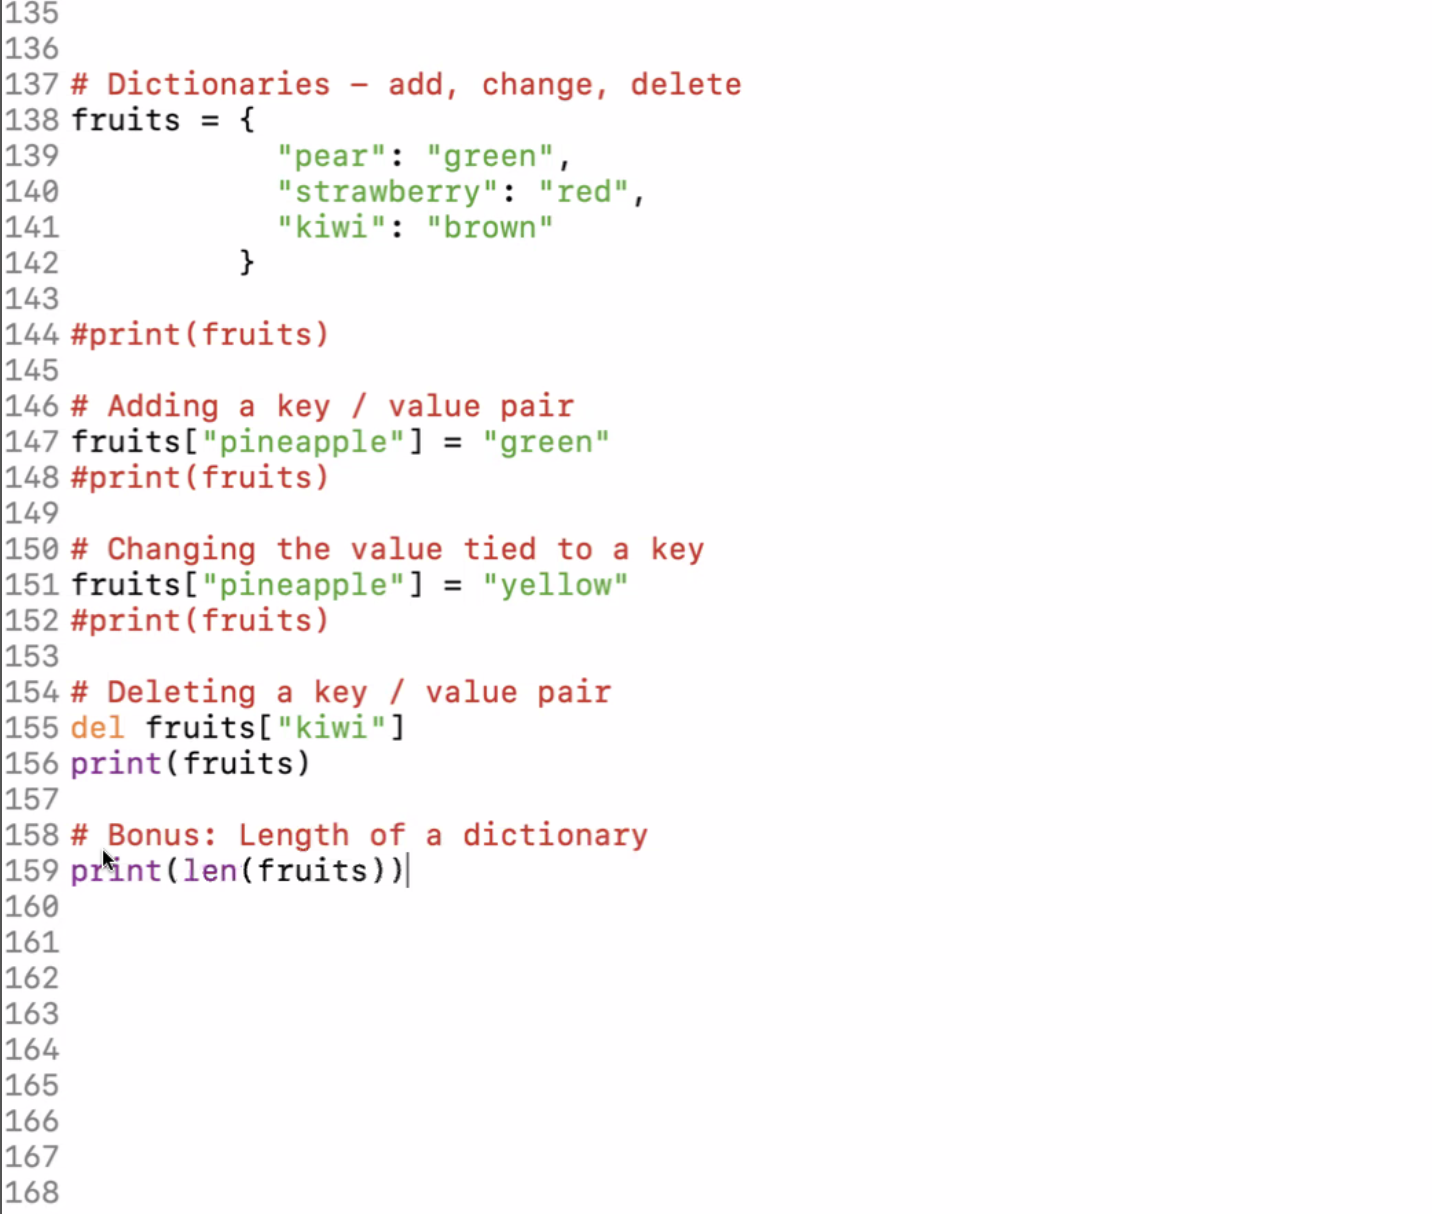 135
136
137 # Dictionaries – add, change, delete
138 fruits = {
139 "pear": "green",
140 "strawberry": "red",
141 "kiwi": "brown"
142 }
143
144 #print(fruits)
145
146 # Adding a key / value pair
147 fruits["pineapple"] = "green"
148 #print(fruits)
149
150 # Changing the value tied to a key
151 fruits["pineapple"] = "yellow"
152 #print(fruits)
153
154 # Deleting a key / value pair
155 del fruits["kiwi"]
156 print(fruits)
157
158 # Bonus: Length of a dictionary
159 print(len(fruits))
160
161
162
163
164
165
166
167
168